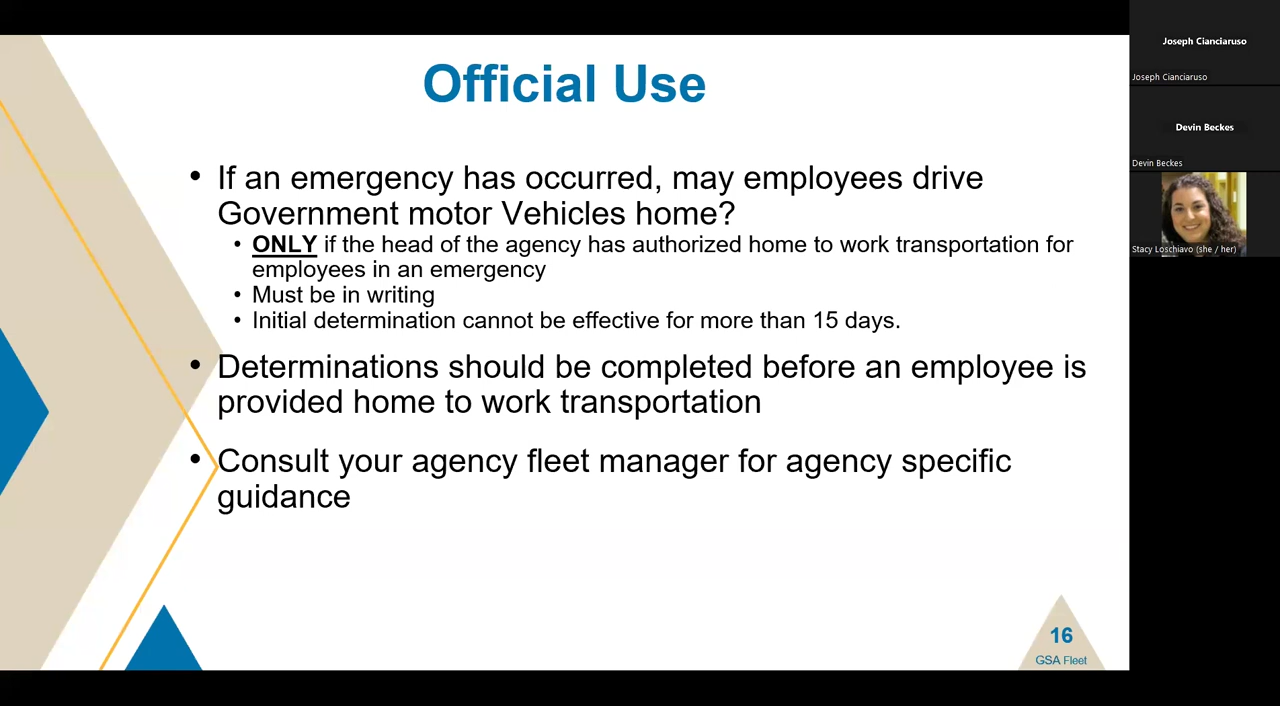 Official Use
• If an emergency has occurred, may employees drive
Government motor Vehicles home?
• ONLY if the head of the agency has authorized home to work transportation for
employees in an emergency
• Must be in writing
• Initial determination cannot be effective for more than 15 days.
• Determinations should be completed before an employee is
provided home to work transportation
• Consult your agency fleet manager for agency specific
guidance
16
GSA Fleet
Joseph Cianciaruso
Joseph Cianciaruso
Devin Beckes
Devin Beckes
Stacy Loschiavo (she / her)